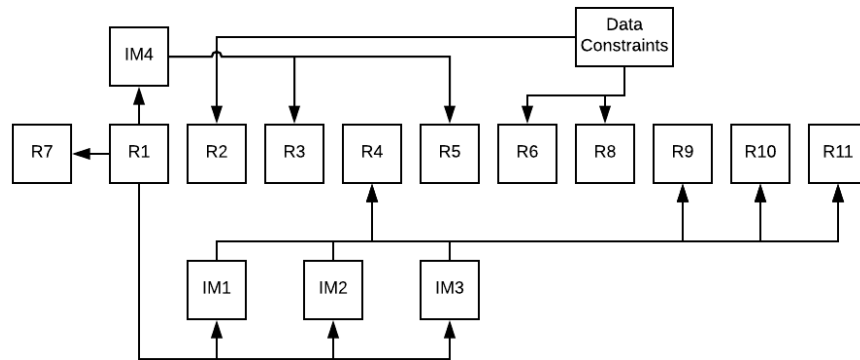 Data
Constraints
IM4
R7
R1
R2
R3
R4
R5
R6
R8
R9
R10
R11
IM1
IM2
IM3